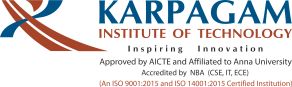 KARPAGAM
INSTITUTE OF TECHNOLOGY
Inspiring Innovation
Approved by AICTE and Affiliated to Anna University
Accredited by NBA (CSE, IT, ECE)
(An ISO 9001:2015 and ISO 14001:2015 Certified Institution)